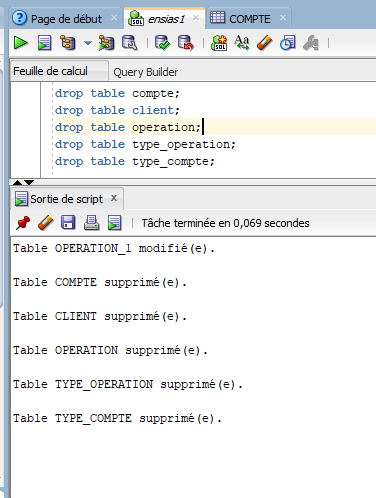 Page de début
ensias1
COMPTE
SQL
Aa
Feuille de calcul
Query Builder
drop table compte;
drop table client;
drop table operation;
drop table type_operation;
drop table type_compte;
Sortie de script
x
Tâche terminée en 0,069 secondes
Table OPERATION_1 modifié(e).
Table COMPTE supprimé(e).
Table CLIENT supprimé(e).
Table OPERATION supprimé(e).
Table TYPE_OPERATION supprimé(e).
Table TYPE_COMPTE supprimé(e).